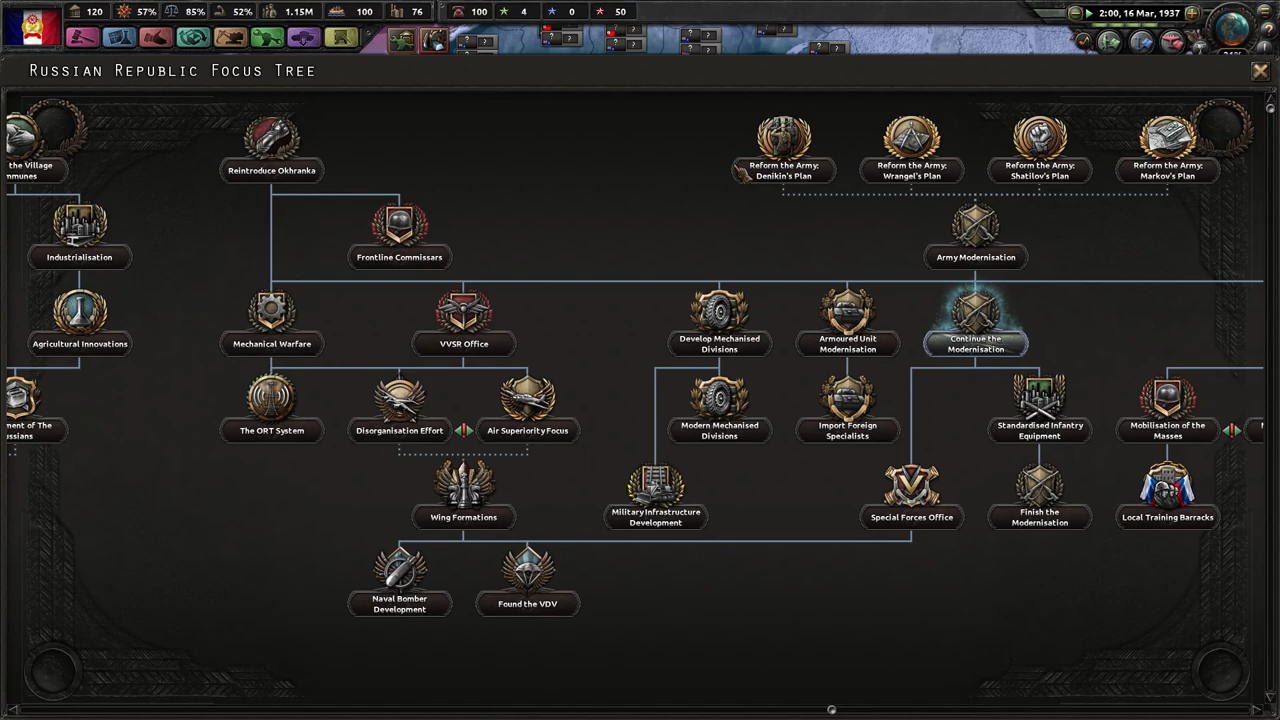 120
57%
85%
52%
1.15M
100
76
100
4
0
50
2:00, 16 Mar, 1937
Russian Republic Focus Tree
the Village
mmunes
Reintroduce Okhranka
Reform the Army:
Denikin's Plan
Reform the Army:
Wrangel's Plan
Reform the Army:
Shatilov's Plan
Reform the Army:
Markov's Plan
Industrialisation
Frontline Commissars
Army Modernisation
Agricultural Innovations
Mechanical Warfare
VVSR Office
Develop Mechanised
Divisions
Armoured Unit
Modernisation
Continue the
Modernisation
ment of The
ussians
The ORT System
Disorganisation Effort
Air Superiority Focus
Modern Mechanised
Divisions
Import Foreign
Specialists
Standardised Infantry
Equipment
Mobilisation of the
Masses
Wing Formations
Military Infrastructure
Development
Special Forces Office
Finish the
Modernisation
Local Training Barracks
Naval Bomber
Development
Found the VDV